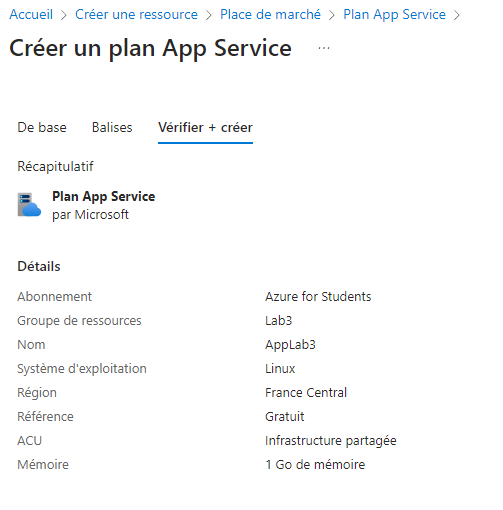 Accueil > Créer une ressource > Place de marché > Plan App Service >
Créer un plan App Service ...
De base Balises Vérifier + créer
Récapitulatif
Plan App Service
par Microsoft
Détails
Abonnement Azure for Students
Groupe de ressources Lab3
Nom AppLab3
Système d'exploitation Linux
Région France Central
Référence Gratuit
ACU Infrastructure partagée
Mémoire 1 Go de mémoire